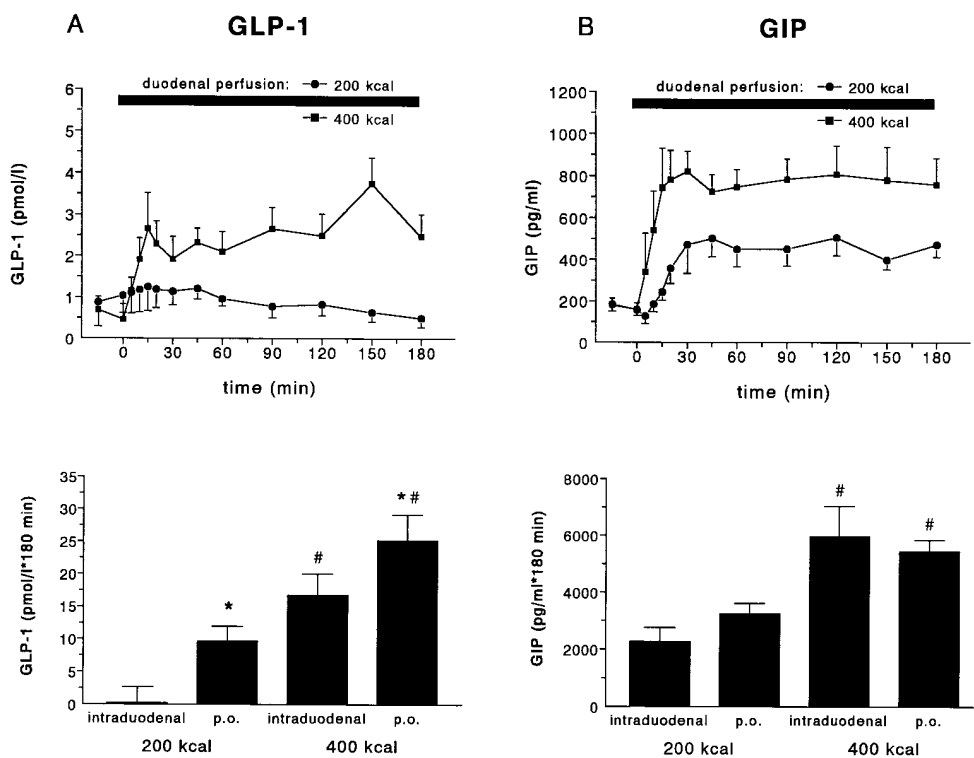 A
GLP-1
duodenal perfusion: 200 kcal
400 kcal
GLP-1 (pmol/l)
6
5
4
3
2
1
0
0 30 60 90 120 150 180
time (min)
B
GIP
duodenal perfusion: 200 kcal
400 kcal
GIP (pg/ml)
1200
1000
800
600
400
200
0
0 30 60 90 120 150 180
time (min)
GLP-1 (pmol/l*180 min)
35
30
25
20
15
10
5
0
*
#
* #
intraduodenal p.o. intraduodenal p.o.
200 kcal 400 kcal
GIP (pg/ml*180 min)
8000
6000
4000
2000
0
#
#
intraduodenal p.o. intraduodenal p.o.
200 kcal 400 kcal